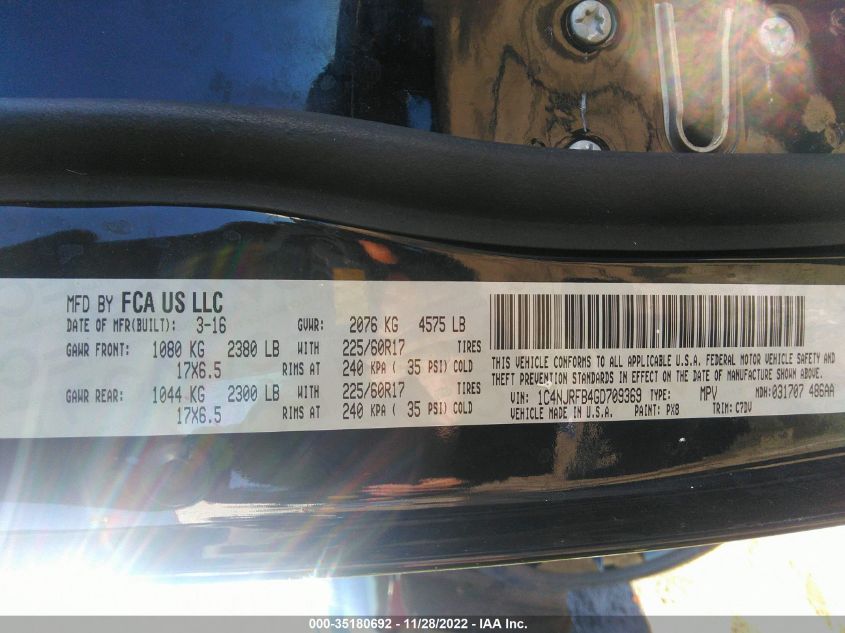 MFD BY FCA US LLC
DATE OF MFR(BUILT): 3-16 GVWR: 2076 KG 4575 LB
GAWR FRONT: 1080 KG 2380 LB WITH 225/60R17 TIRES
17X6.5 RIMS AT 240 KPA ( 35 PSI) COLD
GAWR REAR: 1044 KG 2300 LB WITH 225/60R17 TIRES
17X6.5 RIMS AT 240 KPA ( 35 PSI) COLD
THIS VEHICLE CONFORMS TO ALL APPLICABLE U.S.A. FEDERAL MOTOR VEHICLE SAFETY AND
THEFT PREVENTION STANDARDS IN EFFECT ON THE DATE OF MANUFACTURE SHOWN ABOVE.
VIN: 1C4NJRFB4GD709369 TYPE: MPV MDH: 031707 486AA
VEHICLE MADE IN U.S.A. PAINT: PX8 TRIM: C7DV
000-35180692 - 11/28/2022 - IAA Inc.